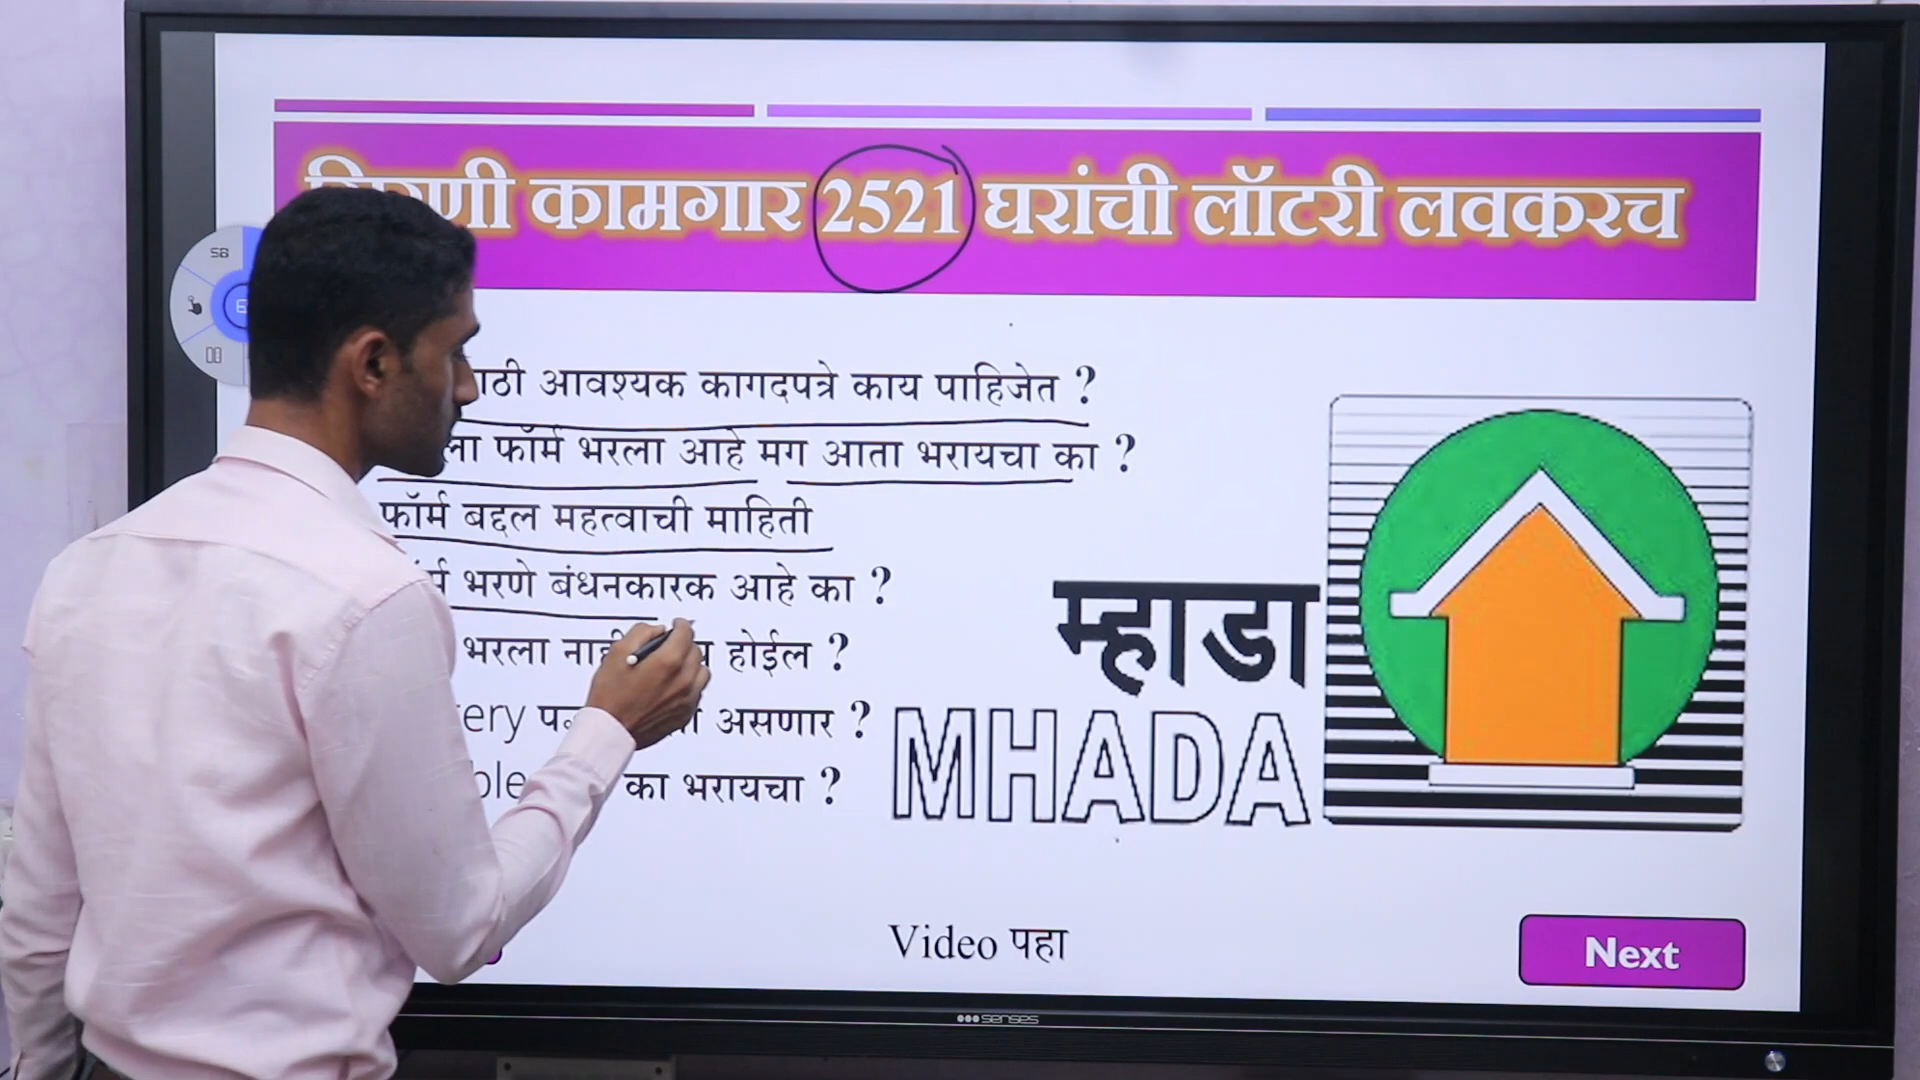 कामगार 2521 घरांची लॉटरी लवकरच
SB
आवश्यक कागदपत्रे काय पाहिजेत ?
फॉर्म भरला आहे मग आता भरायचा का ?
फॉर्म बद्दल महत्वाची माहिती
भरणे बंधनकारक आहे का ?
भरला होईल ?
असणार ?
का भरायचा ?
म्हाडा
MHADA
Video पहा
Next
senses